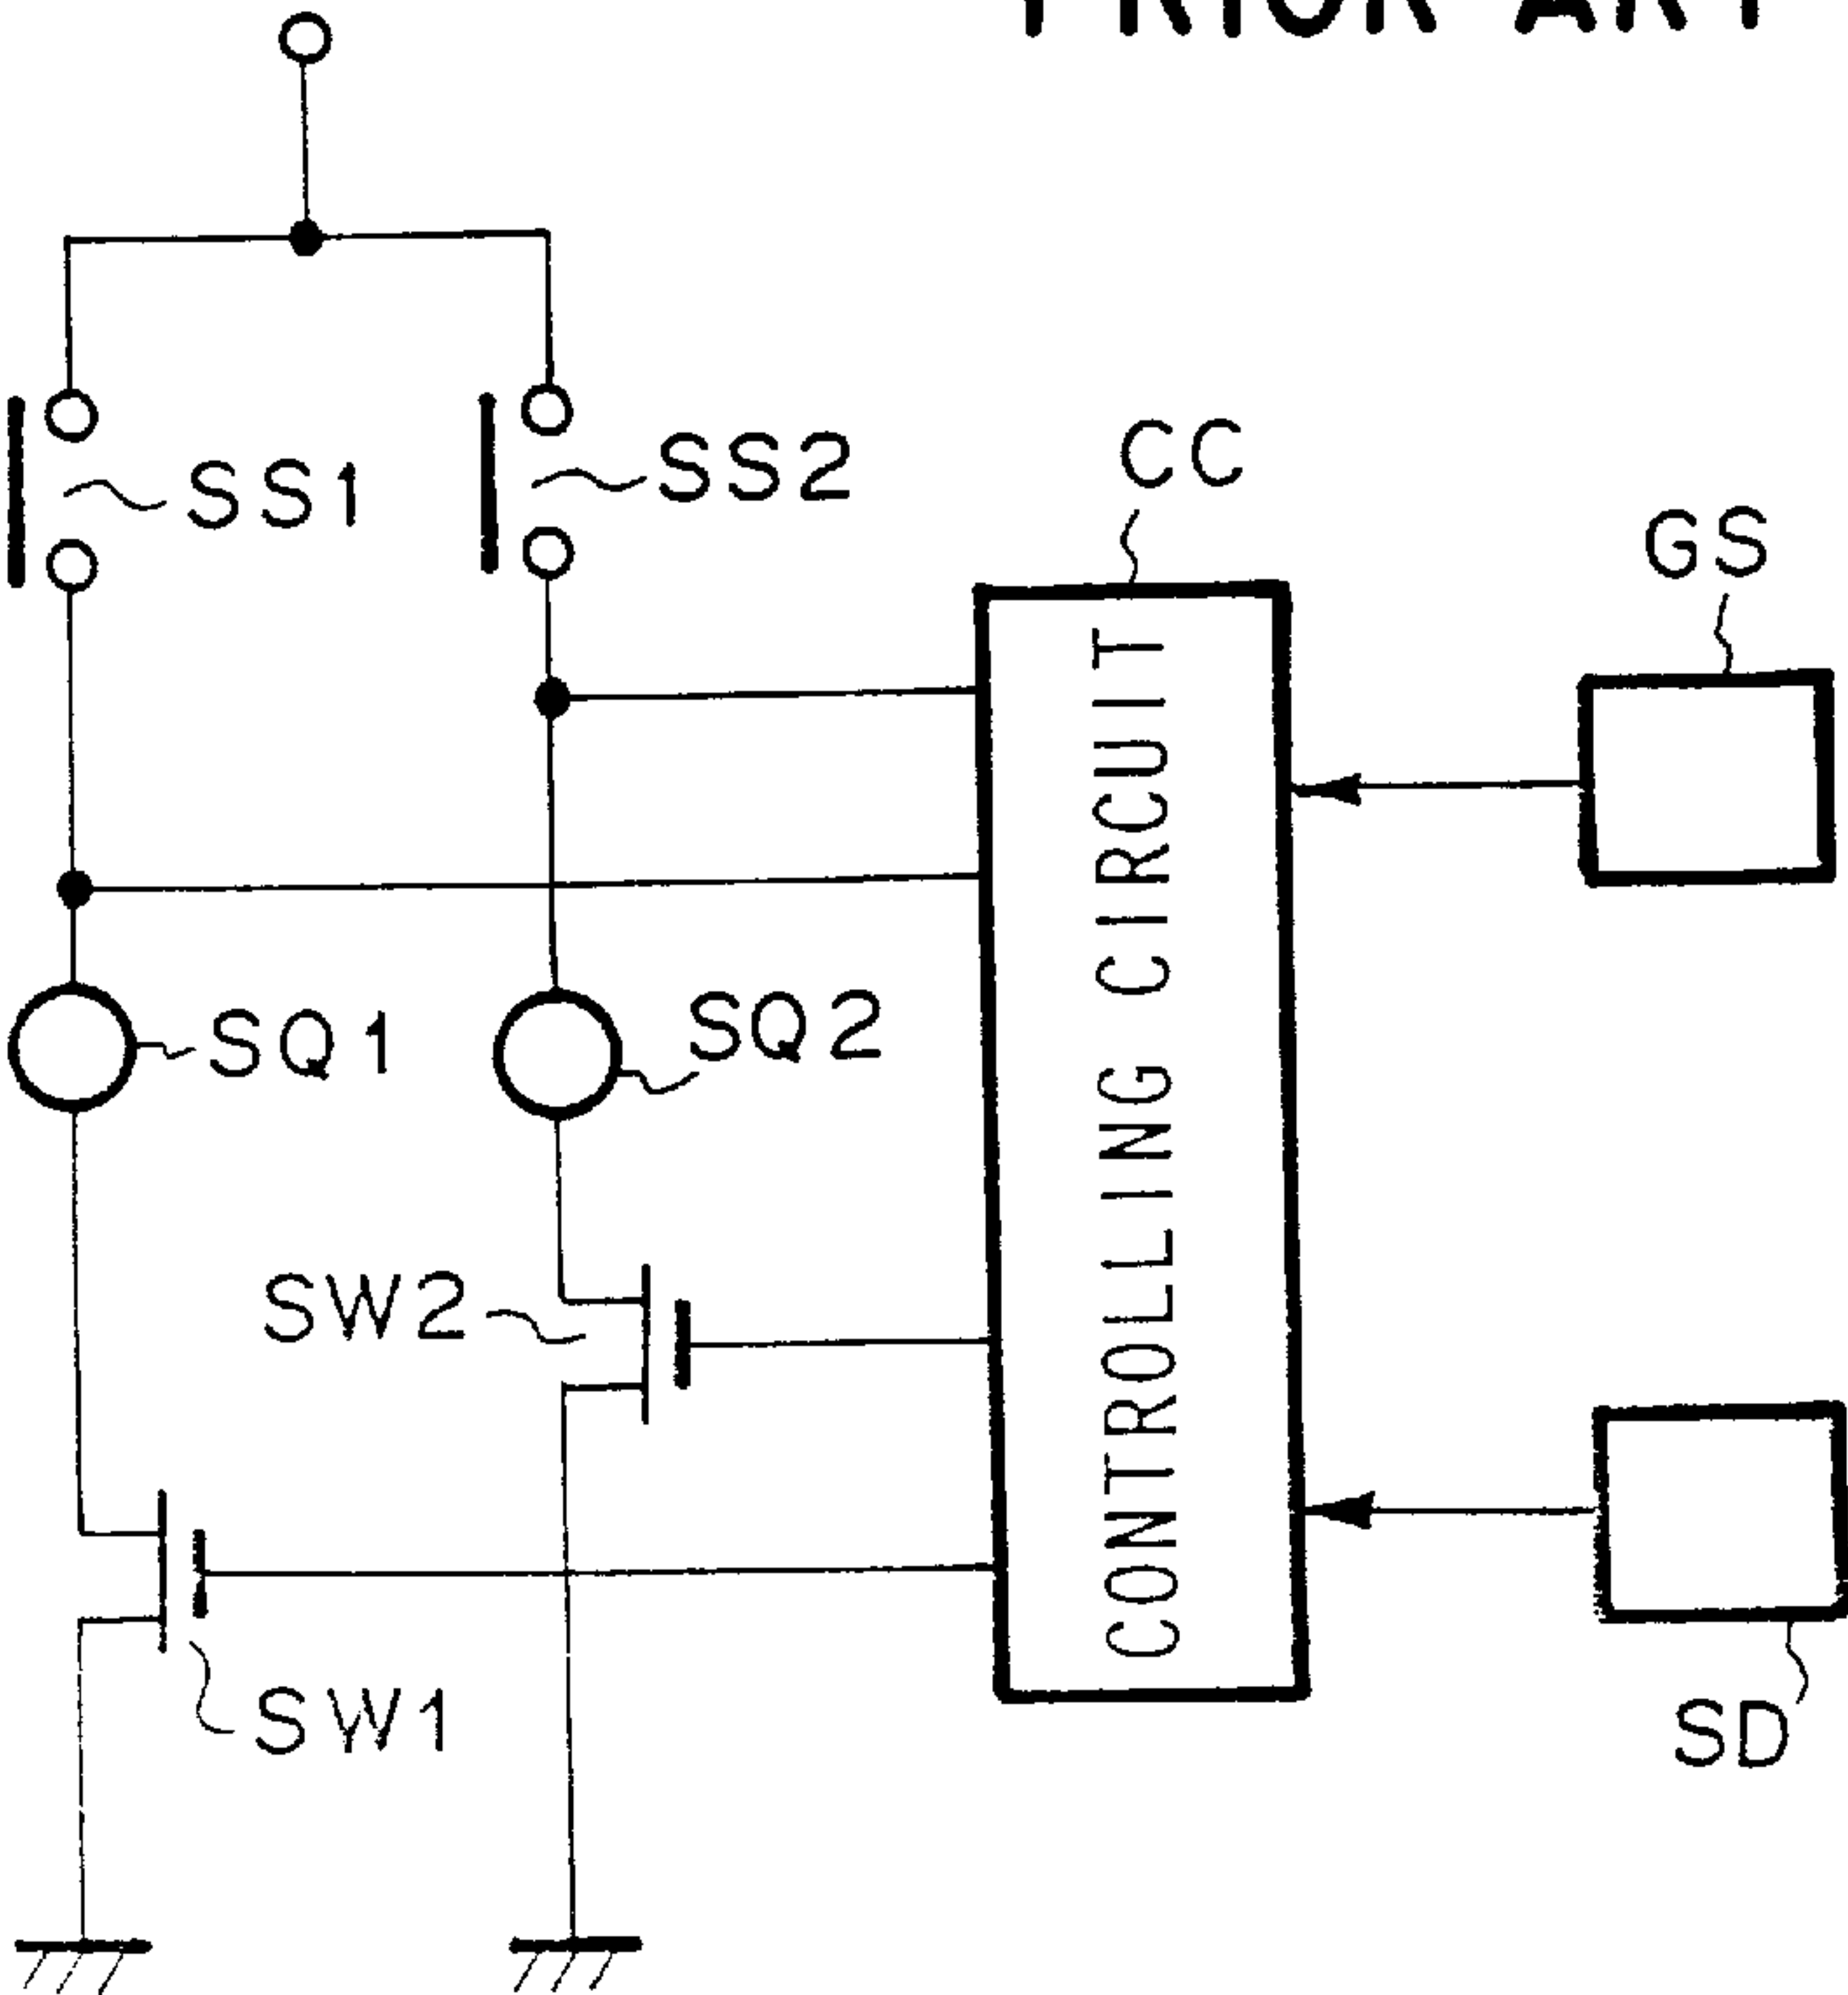 PRIOR ART
SS1
SS2
CC
GS
CONTROLLING CIRCUIT
SQ1
SQ2
SW2
SW1
SD